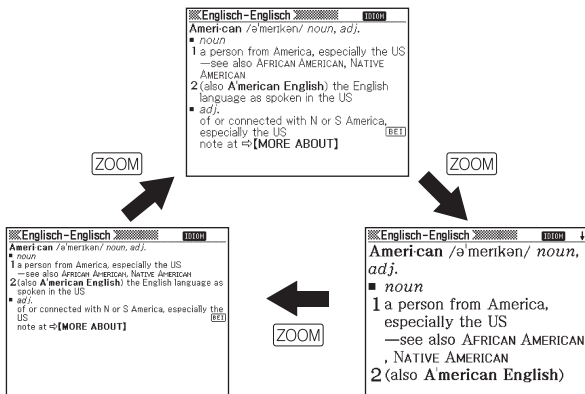 Englisch-Englisch IDIOM
Ameri·can /əˈmerɪkən/ noun, adj.
▪ noun
1 a person from America, especially the US
—see also AFRICAN AMERICAN, NATIVE
AMERICAN
2 (also AˈmericanEnglish) the English
language as spoken in the US
▪ adj.
of or connected with N or S America,
especially the US BEI
note at ⇨【MORE ABOUT】
ZOOM
ZOOM
Englisch-Englisch IDIOM
Ameri·can /əˈmerɪkən/ noun, adj.
▪ noun
1 a person from America, especially the US
—see also AFRICAN AMERICAN, NATIVE AMERICAN
2 (also Aˈmerican English) the English language as
spoken in the US
▪ adj.
of or connected with N or S America, especially the
US BEI
note at ⇨【MORE ABOUT】
ZOOM
Englisch-Englisch IDIOM ↓
Ameri·can /əˈmerɪkən/ noun,
adj.
▪ noun
1 a person from America,
especially the US
—see also AFRICAN AMERICAN
, NATIVE AMERICAN
2 (also Aˈmerican English)